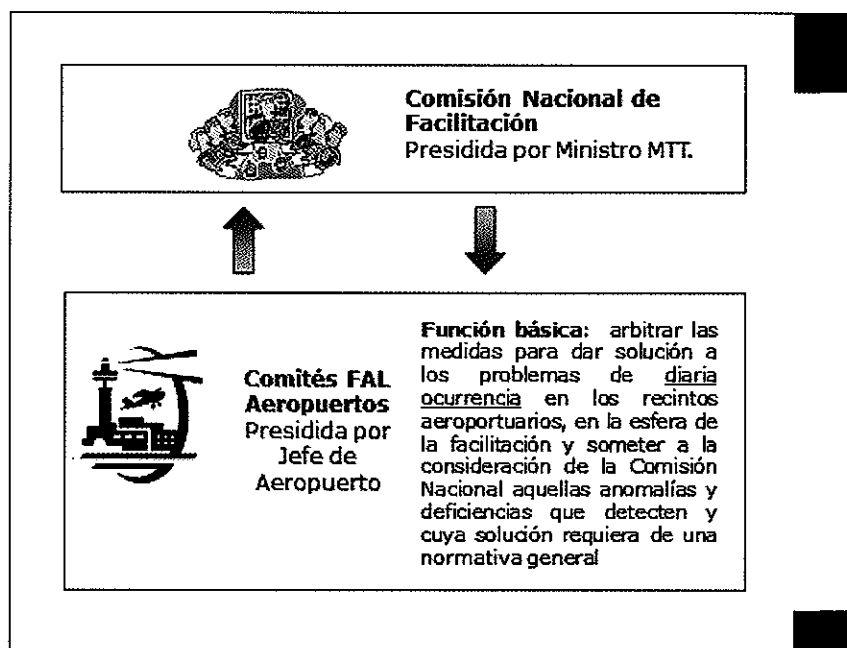 Comisión Nacional de
Facilitación
Presidida por Ministro MTT.
Comités FAL
Aeropuertos
Presidida por
Jefe de
Aeropuerto
Función básica: arbitrar las
medidas para dar solución a
los problemas de diaria
ocurrencia en los recintos
aeroportuarios, en la esfera de
la facilitación y someter a la
consideración de la Comisión
Nacional aquellas anomalías y
deficiencias que detecten y
cuya solución requiera de una
normativa general